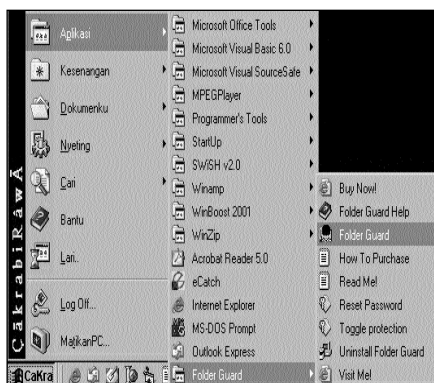 Aplikasi
Kesenangan
Dokumenku
Nyeting
Cari
Bantu
Lari..
Log Off...
MatikanPC...
CakrabiRawA
CaKra
Microsoft Office Tools
Microsoft Visual Basic 6.0
Microsoft Visual SourceSafe
MPEGPlayer
Programmer's Tools
StartUp
SWiSH v2.0
Winamp
WinBoost 2001
WinZip
Acrobat Reader 5.0
eCatch
Internet Explorer
MS-DOS Prompt
Outlook Express
Folder Guard
Buy Now!
Folder Guard Help
Folder Guard
How To Purchase
Read Me!
Reset Password
Toggle protection
Uninstall Folder Guard
Visit Me!